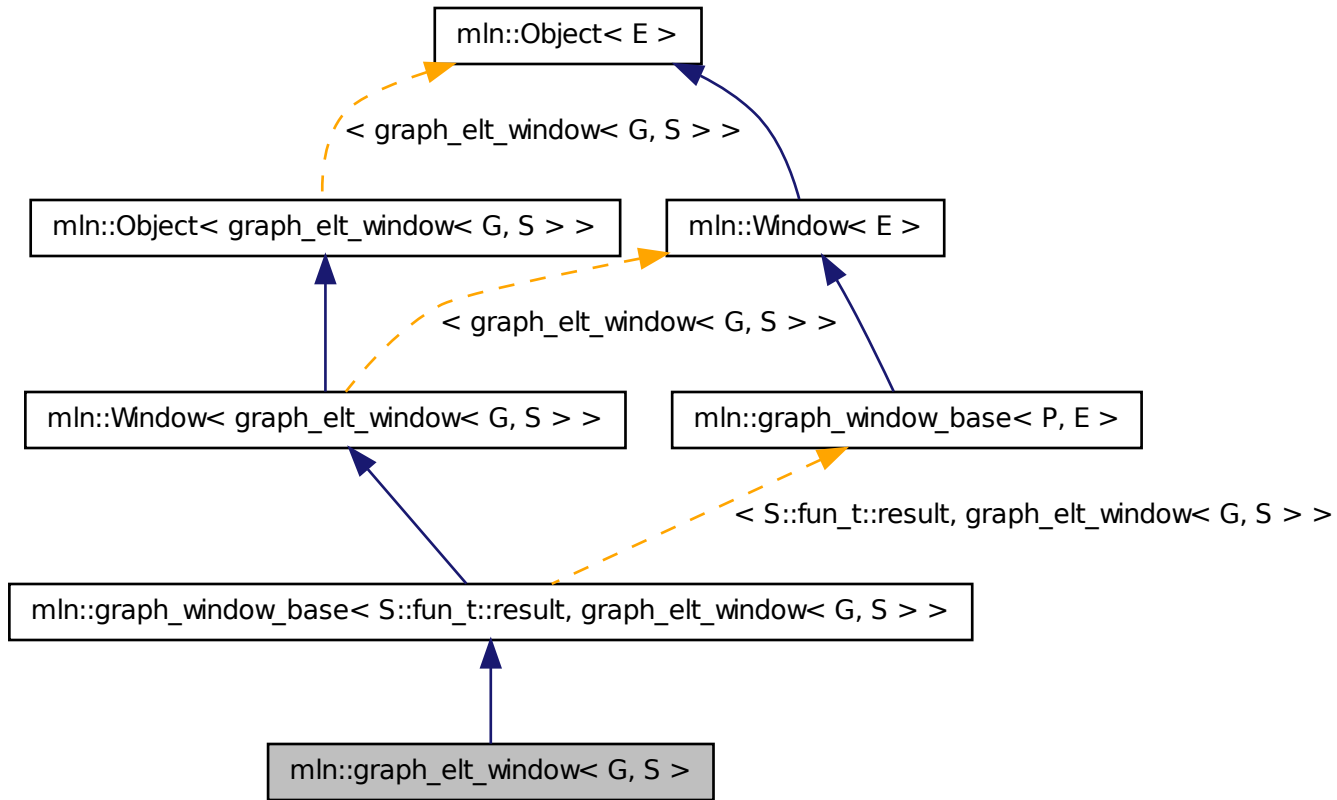 mln::Object< E >
< graph_elt_window< G, S > >
mln::Object< graph_elt_window< G, S > >
mln::Window< E >
< graph_elt_window< G, S > >
mln::Window< graph_elt_window< G, S > >
mln::graph_window_base< P, E >
< S::fun_t::result, graph_elt_window< G, S > >
mln::graph_window_base< S::fun_t::result, graph_elt_window< G, S > >
mln::graph_elt_window< G, S >